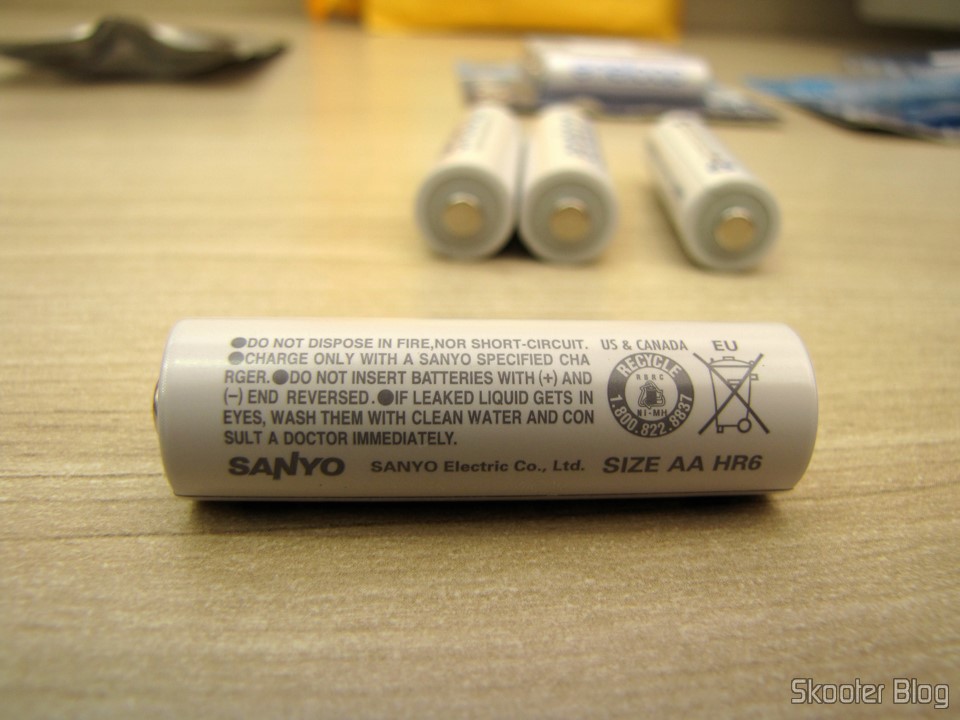 ●DO NOT DISPOSE IN FIRE,NOR SHORT-CIRCUIT.
●CHARGE ONLY WITH A SANYO SPECIFIED CHA
RGER.●DO NOT INSERT BATTERIES WITH (+) AND
(−) END REVERSED.●IF LEAKED LIQUID GETS IN
EYES, WASH THEM WITH CLEAN WATER AND CON
SULT A DOCTOR IMMEDIATELY.
SANYO SANYO Electric Co., Ltd. SIZE AA HR6
US & CANADA EU
RECYCLE
RBRC
NI-MH
1.800.822.8837
Skooter Blog